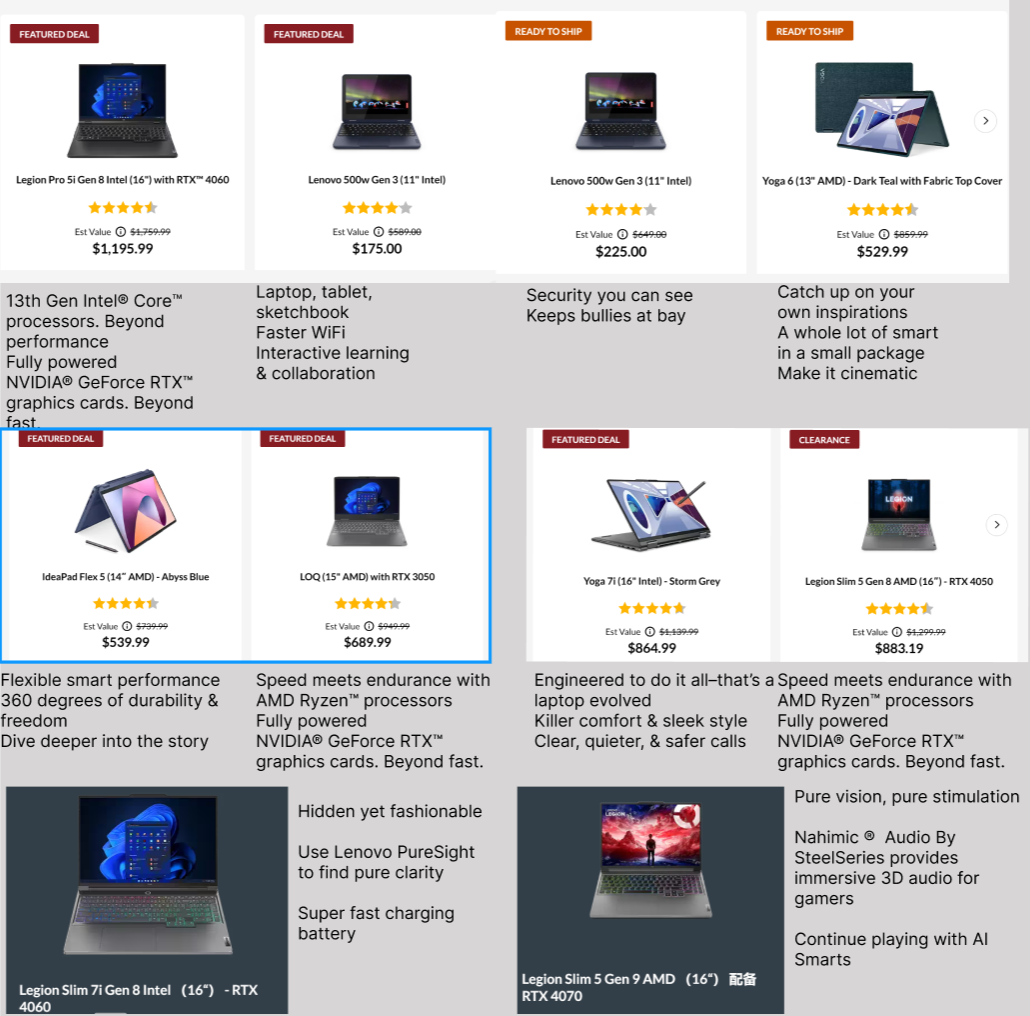 FEATURED DEAL
Legion Pro 5i Gen 8 Intel (16") with RTX™ 4060
Est Value $1,759.99
$1,195.99
FEATURED DEAL
Lenovo 500w Gen 3 (11" Intel)
Est Value $589.00
$175.00
READY TO SHIP
Lenovo 500w Gen 3 (11" Intel)
Est Value $649.00
$225.00
READY TO SHIP
YOGA
Yoga 6 (13" AMD) - Dark Teal with Fabric Top Cover
Est Value $859.99
$529.99
13th Gen Intel® Core™
processors. Beyond
performance
Fully powered
NVIDIA® GeForce RTX™
graphics cards. Beyond
fast.
Laptop, tablet,
sketchbook
Faster WiFi
Interactive learning
& collaboration
Security you can see
Keeps bullies at bay
Catch up on your
own inspirations
A whole lot of smart
in a small package
Make it cinematic
FEATURED DEAL
IdeaPad Flex 5 (14″ AMD) - Abyss Blue
Est Value $739.99
$539.99
FEATURED DEAL
LOQ (15" AMD) with RTX 3050
Est Value $949.99
$689.99
FEATURED DEAL
Yoga 7i (16" Intel) - Storm Grey
Est Value $1,139.99
$864.99
CLEARANCE
LEGION
Legion Slim 5 Gen 8 AMD (16″) - RTX 4050
Est Value $1,299.99
$883.19
Flexible smart performance
360 degrees of durability &
freedom
Dive deeper into the story
Speed meets endurance with
AMD Ryzen™ processors
Fully powered
NVIDIA® GeForce RTX™
graphics cards. Beyond fast.
Engineered to do it all–that's a
laptop evolved
Killer comfort & sleek style
Clear, quieter, & safer calls
Speed meets endurance with
AMD Ryzen™ processors
Fully powered
NVIDIA® GeForce RTX™
graphics cards. Beyond fast.
Legion Slim 7i Gen 8 Intel （16“） - RTX
4060
Hidden yet fashionable
Use Lenovo PureSight
to find pure clarity
Super fast charging
battery
LEGION
Legion Slim 5 Gen 9 AMD （16“） 配备
RTX 4070
Pure vision, pure stimulation
Nahimic ® Audio By
SteelSeries provides
immersive 3D audio for
gamers
Continue playing with AI
Smarts